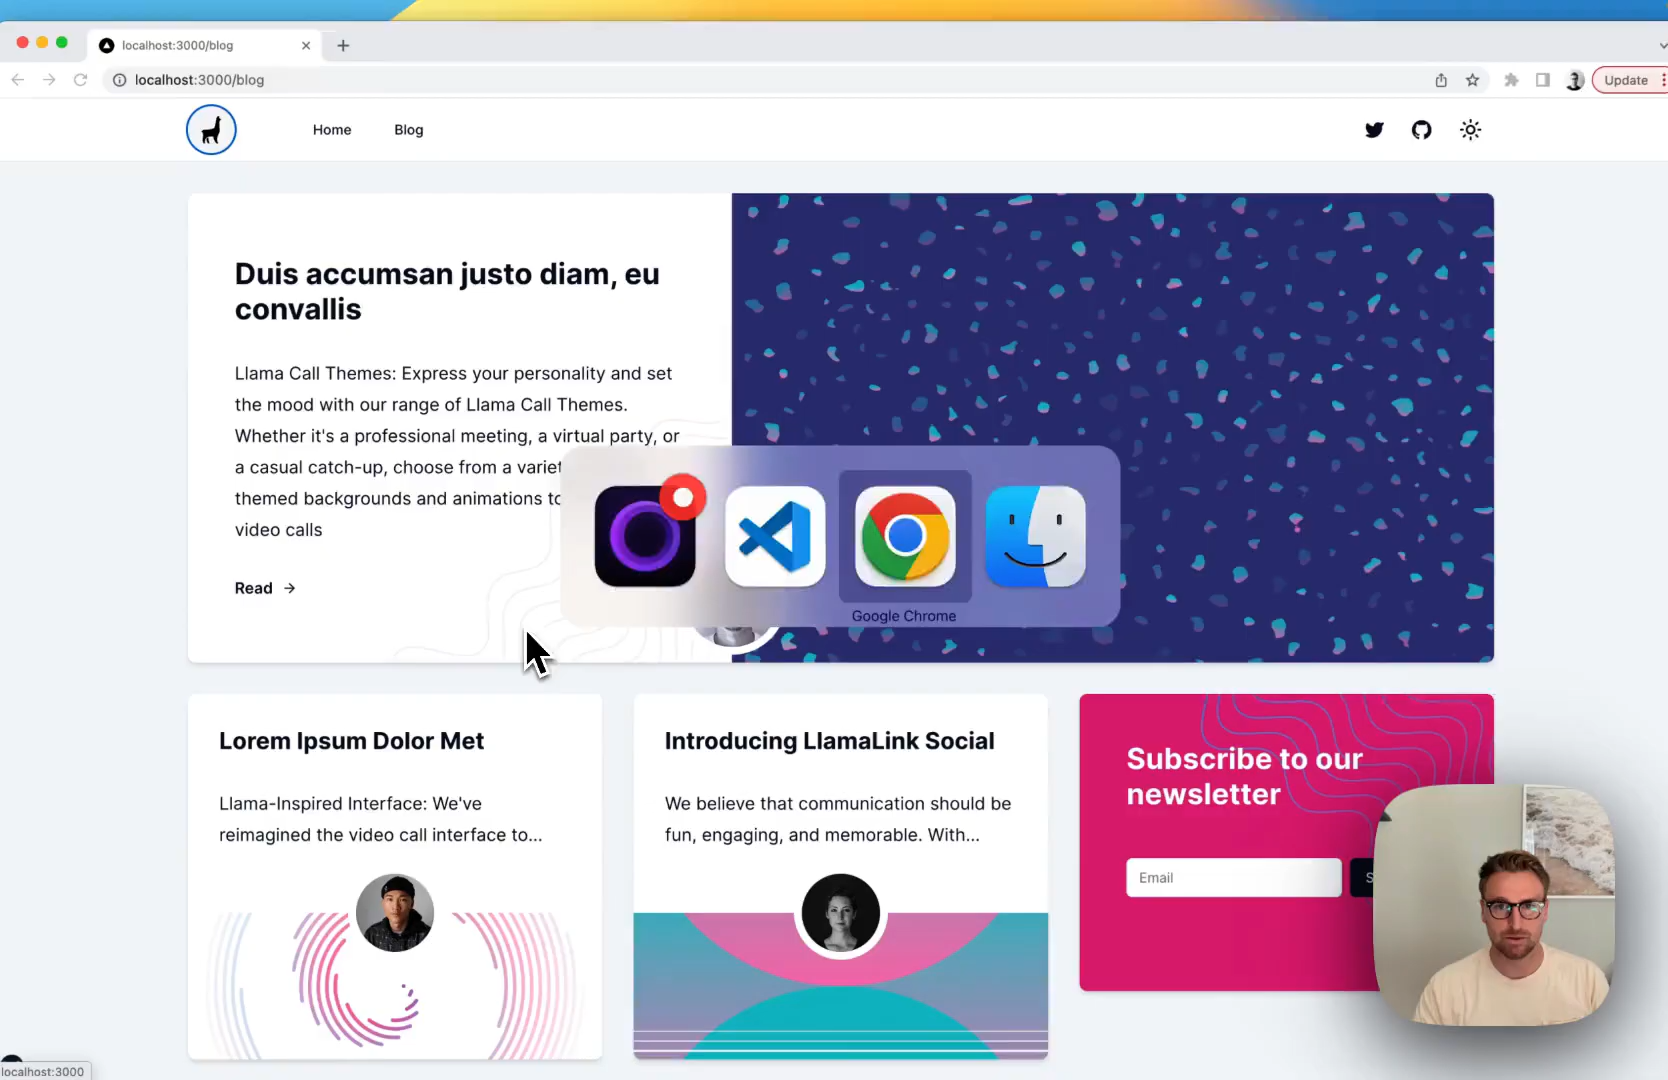 localhost:3000/blog
localhost:3000/blog
Update
Home
Blog
Duis accumsan justo diam, eu
convallis
Llama Call Themes: Express your personality and set
the mood with our range of Llama Call Themes.
Whether it's a professional meeting, a virtual party, or
a casual catch-up, choose from a variet
themed backgrounds and animations to
video calls
Read →
Google Chrome
Lorem Ipsum Dolor Met
Llama-Inspired Interface: We've
reimagined the video call interface to...
Introducing LlamaLink Social
We believe that communication should be
fun, engaging, and memorable. With...
Subscribe to our
newsletter
Email
S
localhost:3000